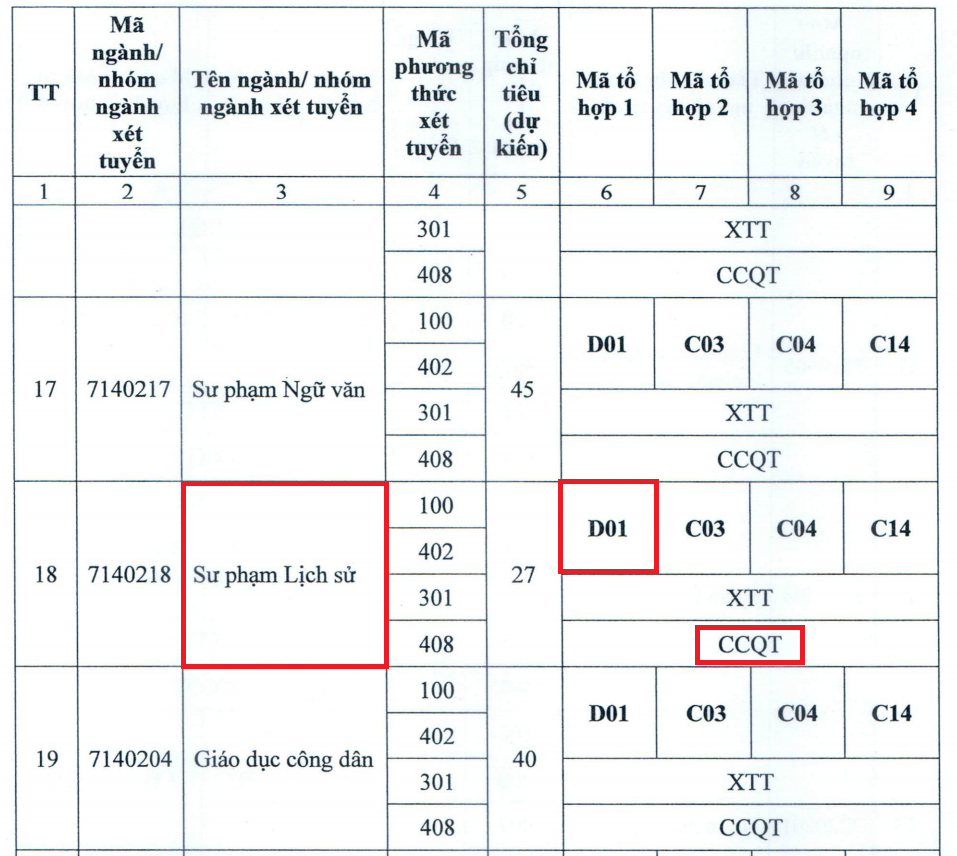 TT
Mã
ngành/
nhóm
ngành
xét
tuyển
Tên ngành/ nhóm
ngành xét tuyển
Mã
phương
thức
xét
tuyển
Tổng
chỉ
tiêu
(dự
kiến)
Mã tổ
hợp 1
Mã tổ
hợp 2
Mã tổ
hợp 3
Mã tổ
hợp 4
1 2 3 4 5 6 7 8 9
301 XTT
408 CCQT
17 7140217 Sư phạm Ngữ văn 45
100
402
D01 C03 C04 C14
301 XTT
408 CCQT
18 7140218 Sư phạm Lịch sử 27
100
402
D01 C03 C04 C14
301 XTT
408 CCQT
19 7140204 Giáo dục công dân 40
100
402
D01 C03 C04 C14
301 XTT
408 CCQT